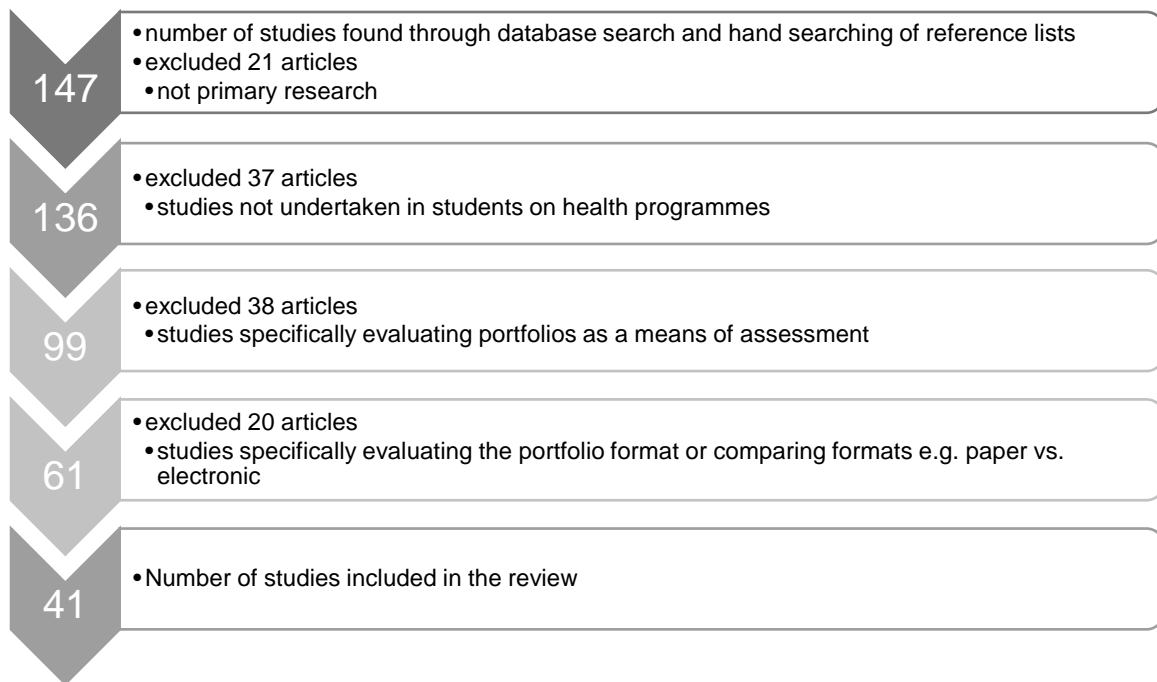 147
•number of studies found through database search and hand searching of reference lists
•excluded 21 articles
•not primary research
136
•excluded 37 articles
•studies not undertaken in students on health programmes
99
•excluded 38 articles
•studies specifically evaluating portfolios as a means of assessment
61
•excluded 20 articles
•studies specifically evaluating the portfolio format or comparing formats e.g. paper vs.
electronic
41
•Number of studies included in the review